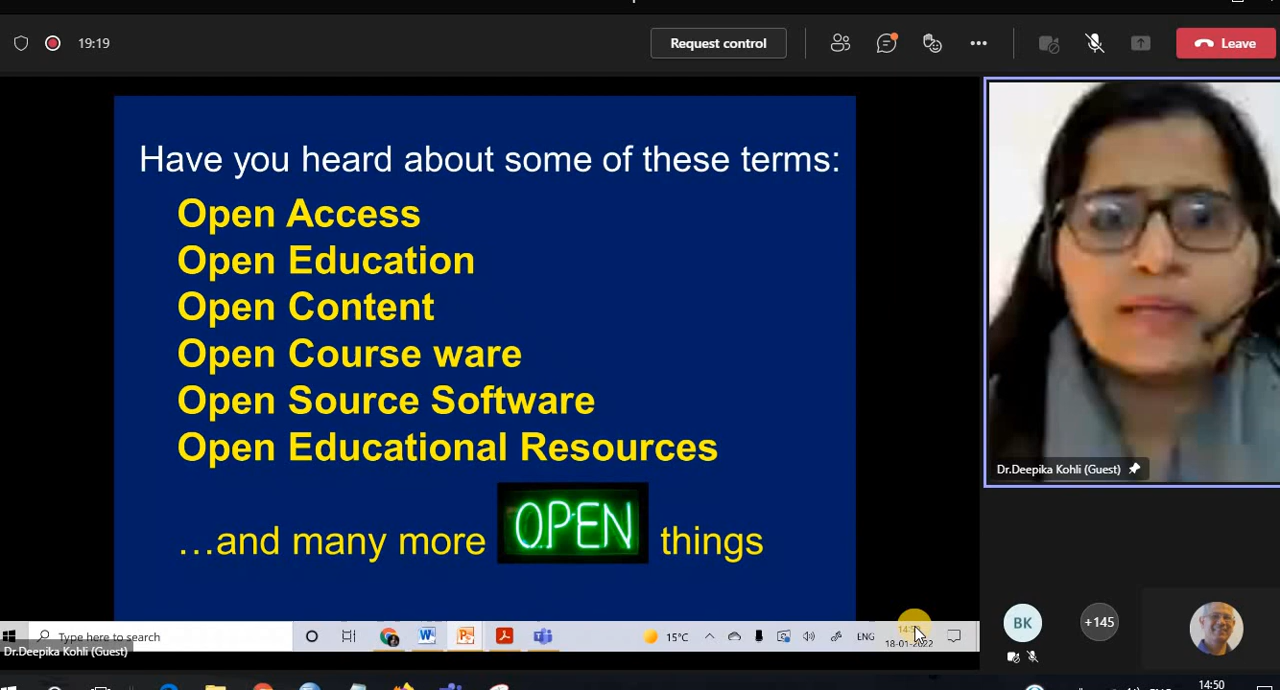 19:19
Request control
Leave
Have you heard about some of these terms:
Open Access
Open Education
Open Content
Open Course ware
Open Source Software
Open Educational Resources
…and many more OPEN things
Dr.Deepika Kohli (Guest)
BK
+145
Type here to search
15°C
ENG
18-01-2022
Dr.Deepika Kohli (Guest)
14:50